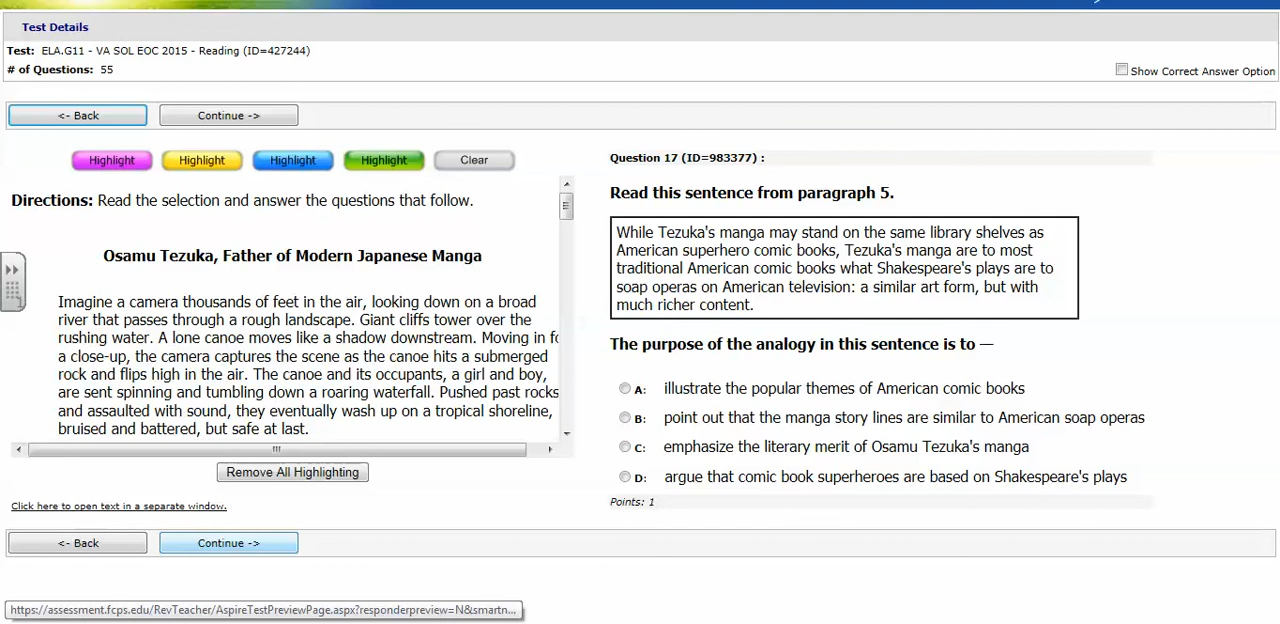 Test Details
Test: ELA.G11 - VA SOL EOC 2015 - Reading (ID=427244)
# of Questions: 55
Show Correct Answer Option
<- Back
Continue ->
Highlight
Highlight
Highlight
Highlight
Clear
Directions: Read the selection and answer the questions that follow.
Osamu Tezuka, Father of Modern Japanese Manga
Imagine a camera thousands of feet in the air, looking down on a broad
river that passes through a rough landscape. Giant cliffs tower over the
rushing water. A lone canoe moves like a shadow downstream. Moving in fo
a close-up, the camera captures the scene as the canoe hits a submerged
rock and flips high in the air. The canoe and its occupants, a girl and boy,
are sent spinning and tumbling down a roaring waterfall. Pushed past rocks
and assaulted with sound, they eventually wash up on a tropical shoreline,
bruised and battered, but safe at last.
Remove All Highlighting
Click here to open text in a separate window.
Question 17 (ID=983377) :
Read this sentence from paragraph 5.
While Tezuka's manga may stand on the same library shelves as
American superhero comic books, Tezuka's manga are to most
traditional American comic books what Shakespeare's plays are to
soap operas on American television: a similar art form, but with
much richer content.
The purpose of the analogy in this sentence is to —
A: illustrate the popular themes of American comic books
B: point out that the manga story lines are similar to American soap operas
C: emphasize the literary merit of Osamu Tezuka's manga
D: argue that comic book superheroes are based on Shakespeare's plays
Points: 1
<- Back
Continue ->
https://assessment.fcps.edu/RevTeacher/AspireTestPreviewPage.aspx?responderpreview=N&smartn...